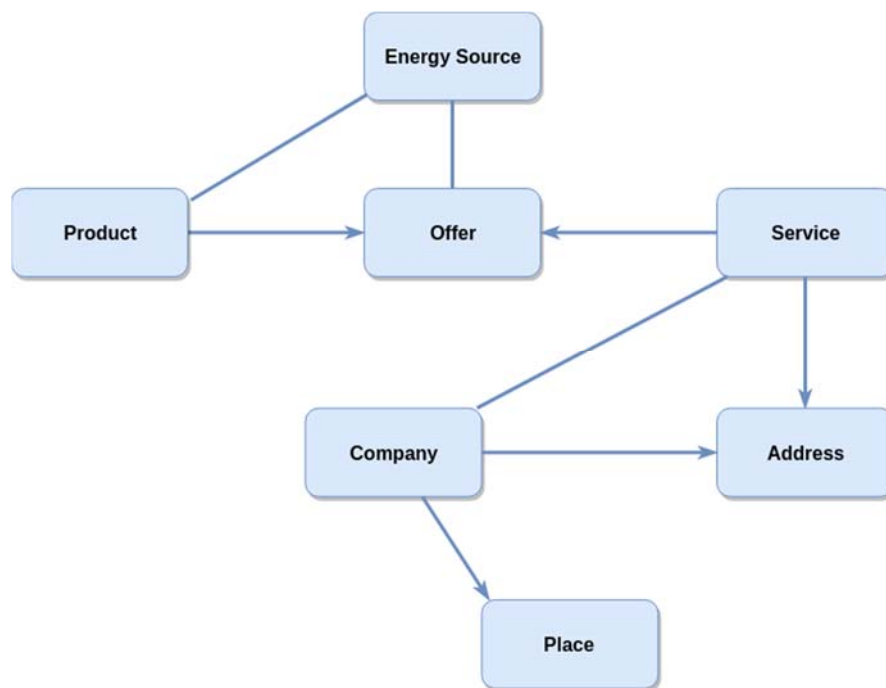 Energy Source
Product
Offer
Service
Company
Address
Place